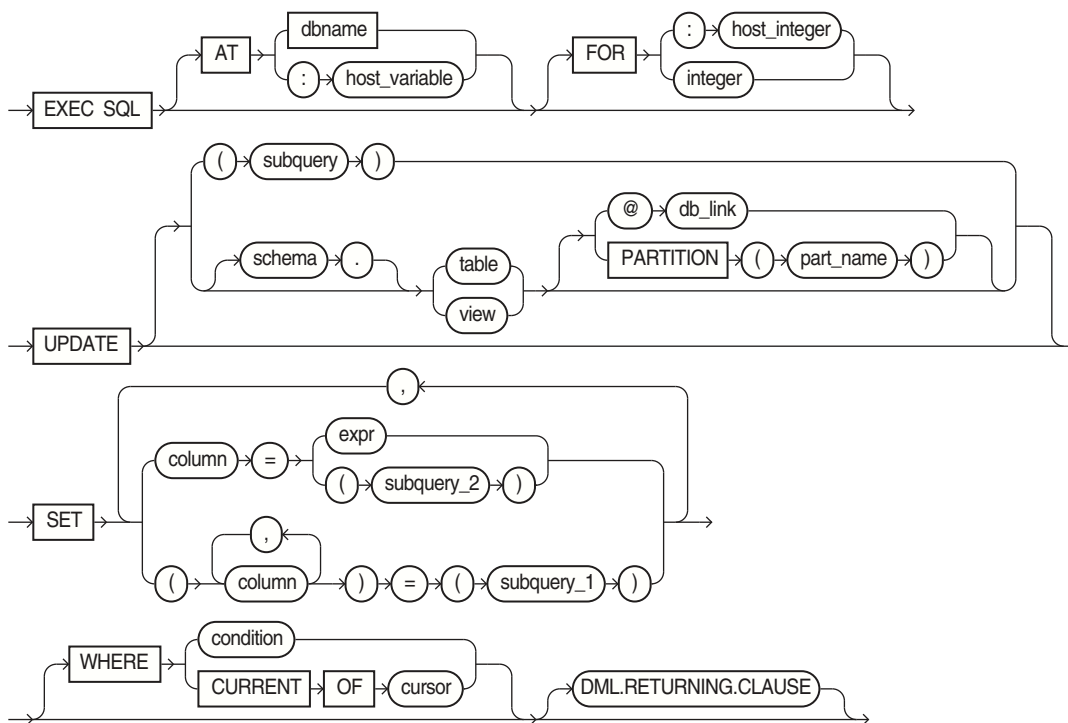 dbname
AT
: host_variable
: host_integer
FOR
integer
EXEC SQL
( subquery )
schema .
table
view
@ db_link
PARTITION ( part_name )
UPDATE
,
column =
expr
( subquery_2 )
SET
,
( column ) = ( subquery_1 )
condition
WHERE
CURRENT OF cursor
DML.RETURNING.CLAUSE